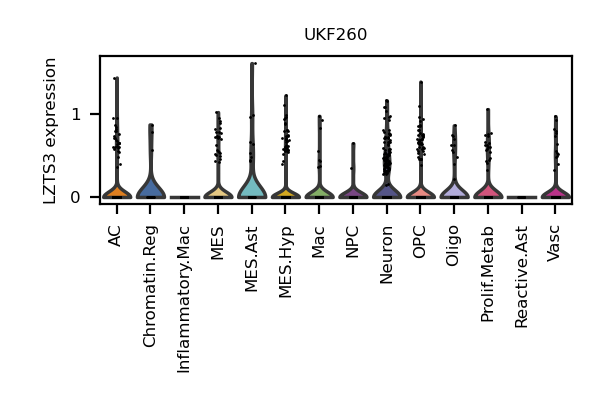 UKF260
LZTS3 expression
1
0
AC
Chromatin.Reg
Inflammatory.Mac
MES
MES.Ast
MES.Hyp
Mac
NPC
Neuron
OPC
Oligo
Prolif.Metab
Reactive.Ast
Vasc